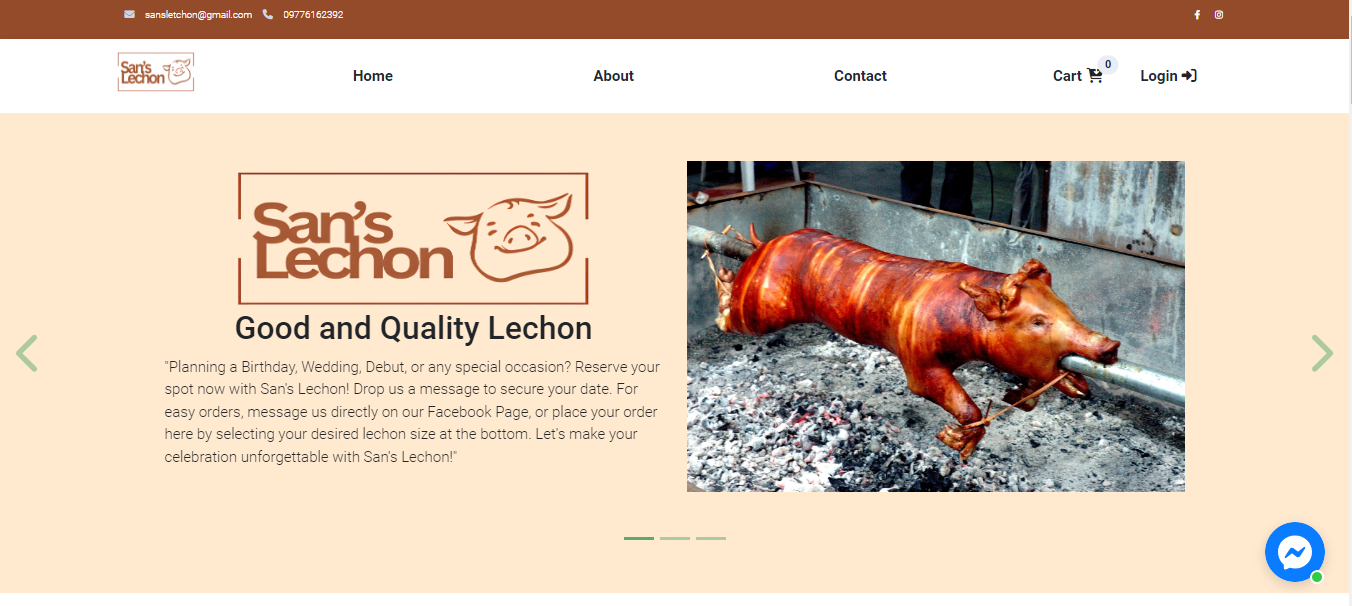 sansletchon@gmail.com 09776162392
San's
Lechon
Home About Contact Cart 0 Login
San's
Lechon
Good and Quality Lechon
"Planning a Birthday, Wedding, Debut, or any special occasion? Reserve your
spot now with San's Lechon! Drop us a message to secure your date. For
easy orders, message us directly on our Facebook Page, or place your order
here by selecting your desired lechon size at the bottom. Let's make your
celebration unforgettable with San's Lechon!"